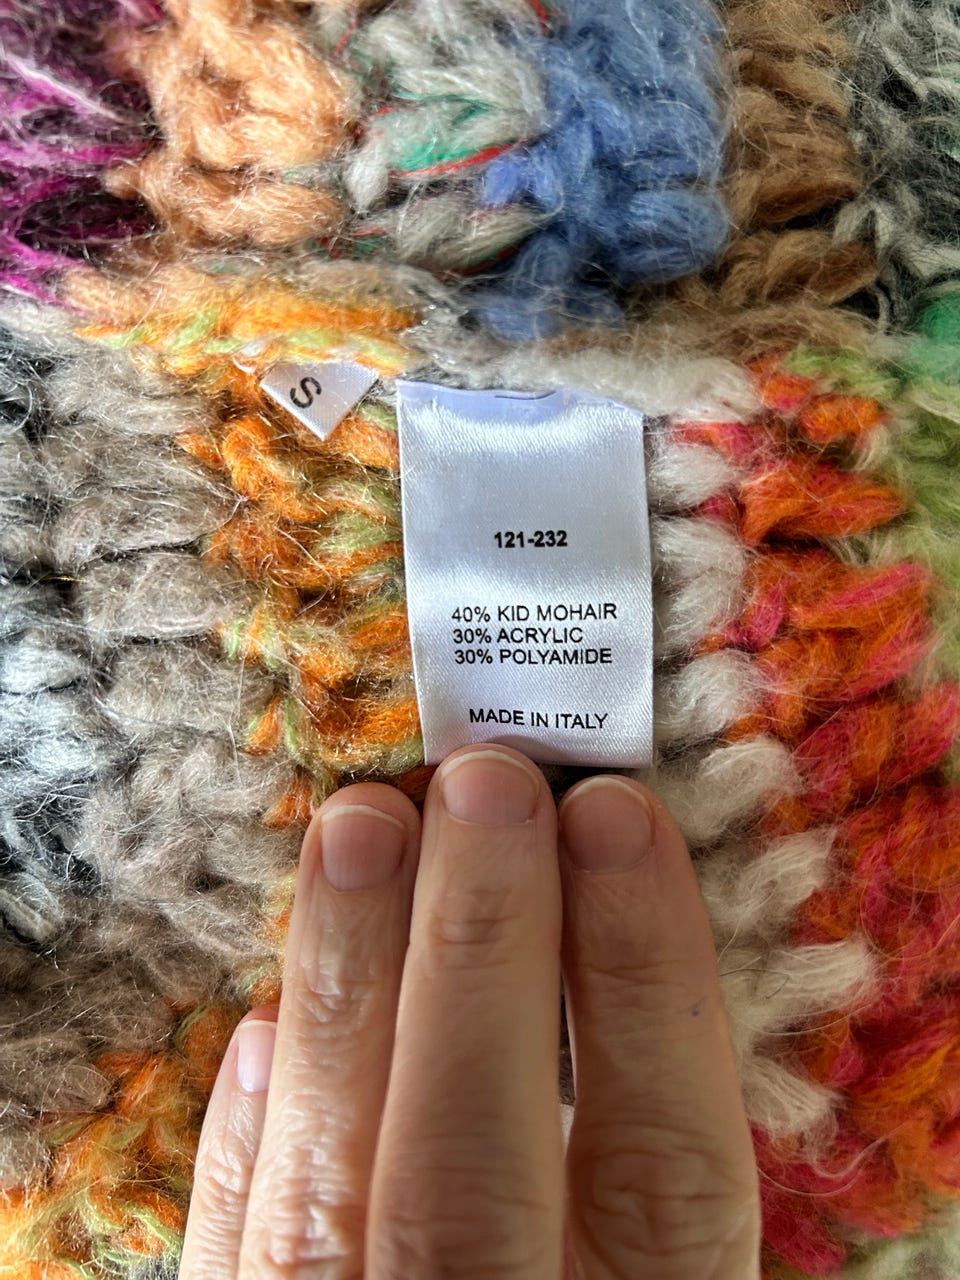 S
121-232
40% KID MOHAIR
30% ACRYLIC
30% POLYAMIDE
MADE IN ITALY